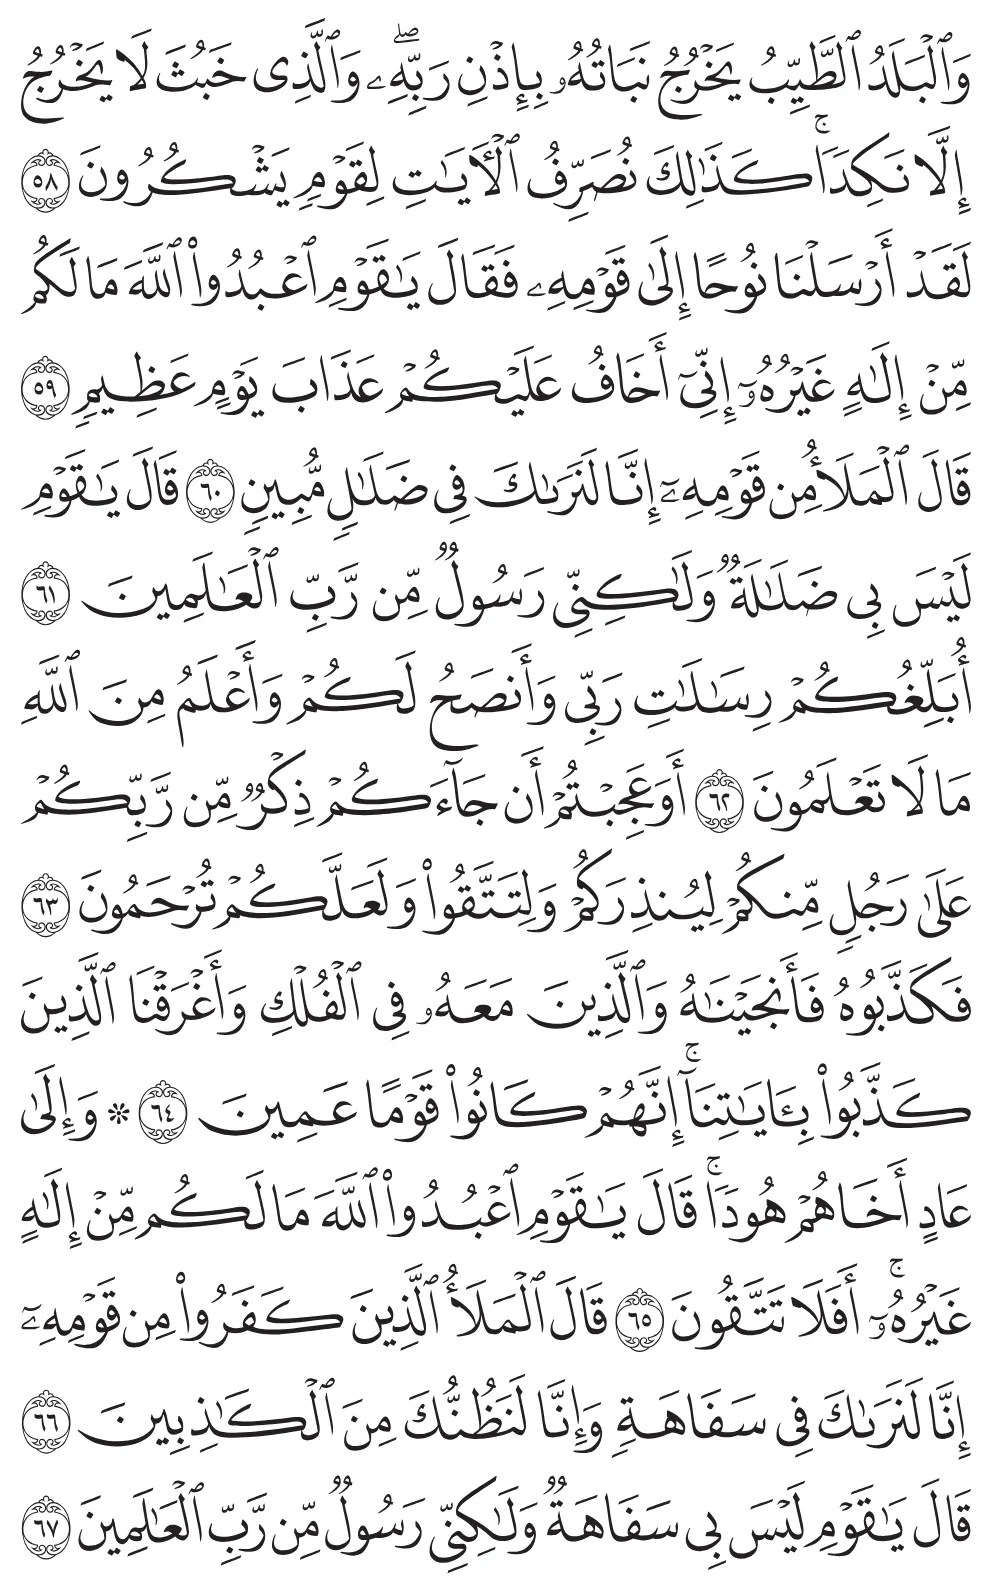 وَٱلْبَلَدُ ٱلطَّيِّبُ يَخْرُجُ نَبَاتُهُۥ بِإِذْنِ رَبِّهِۦۖ وَٱلَّذِى خَبُثَ لَا يَخْرُجُ
إِلَّا نَكِدًاۚ كَذَٰلِكَ نُصَرِّفُ ٱلْأَيَـٰتِ لِقَوْمٍ يَشْكُرُونَ ٥٨
لَقَدْ أَرْسَلْنَا نُوحًا إِلَىٰ قَوْمِهِۦ فَقَالَ يَـٰقَوْمِ ٱعْبُدُوا۟ ٱللَّهَ مَا لَكُم
مِّنْ إِلَـٰهٍ غَيْرُهُۥٓ إِنِّىٓ أَخَافُ عَلَيْكُمْ عَذَابَ يَوْمٍ عَظِيمٍ ٥٩
قَالَ ٱلْمَلَأُ مِن قَوْمِهِۦٓ إِنَّا لَنَرَىٰكَ فِى ضَلَـٰلٍ مُّبِينٍ ٦٠ قَالَ يَـٰقَوْمِ
لَيْسَ بِى ضَلَـٰلَةٌ وَلَـٰكِنِّى رَسُولٌ مِّن رَّبِّ ٱلْعَـٰلَمِينَ ٦١
أُبَلِّغُكُمْ رِسَـٰلَـٰتِ رَبِّى وَأَنصَحُ لَكُمْ وَأَعْلَمُ مِنَ ٱللَّهِ
مَا لَا تَعْلَمُونَ ٦٢ أَوَعَجِبْتُمْ أَن جَآءَكُمْ ذِكْرٌ مِّن رَّبِّكُمْ
عَلَىٰ رَجُلٍ مِّنكُمْ لِيُنذِرَكُمْ وَلِتَتَّقُوا۟ وَلَعَلَّكُمْ تُرْحَمُونَ ٦٣
فَكَذَّبُوهُ فَأَنجَيْنَـٰهُ وَٱلَّذِينَ مَعَهُۥ فِى ٱلْفُلْكِ وَأَغْرَقْنَا ٱلَّذِينَ
كَذَّبُوا۟ بِـَٔايَـٰتِنَآۚ إِنَّهُمْ كَانُوا۟ قَوْمًا عَمِينَ ٦٤ * وَإِلَىٰ
عَادٍ أَخَاهُمْ هُودًاۚ قَالَ يَـٰقَوْمِ ٱعْبُدُوا۟ ٱللَّهَ مَا لَكُم مِّنْ إِلَـٰهٍ
غَيْرُهُۥٓۚ أَفَلَا تَتَّقُونَ ٦٥ قَالَ ٱلْمَلَأُ ٱلَّذِينَ كَفَرُوا۟ مِن قَوْمِهِۦٓ
إِنَّا لَنَرَىٰكَ فِى سَفَاهَةٍ وَإِنَّا لَنَظُنُّكَ مِنَ ٱلْكَـٰذِبِينَ ٦٦
قَالَ يَـٰقَوْمِ لَيْسَ بِى سَفَاهَةٌ وَلَـٰكِنِّى رَسُولٌ مِّن رَّبِّ ٱلْعَـٰلَمِينَ ٦٧